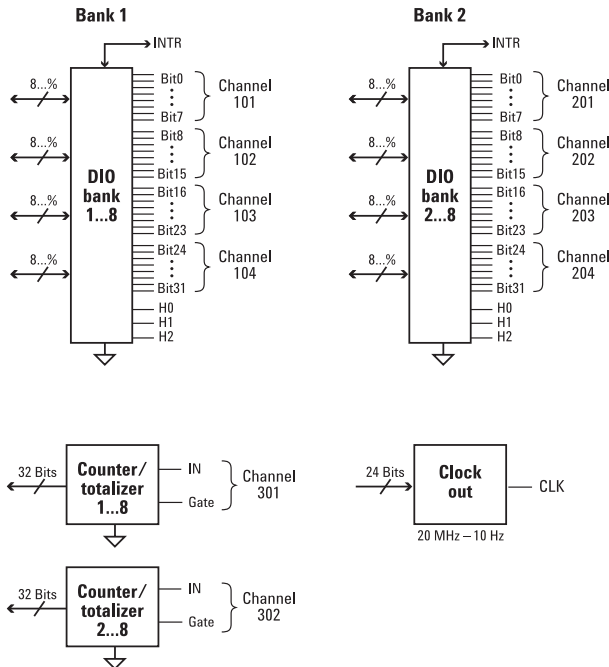 Bank 1
INTR
8...%
8...%
8...%
8...%
DIO
bank
1...8
Bit0
Bit7
Channel
101
Bit8
Bit15
Channel
102
Bit16
Bit23
Channel
103
Bit24
Bit31
Channel
104
H0
H1
H2
Bank 2
INTR
8...%
8...%
8...%
8...%
DIO
bank
2...8
Bit0
Bit7
Channel
201
Bit8
Bit15
Channel
202
Bit16
Bit23
Channel
203
Bit24
Bit31
Channel
204
H0
H1
H2
32 Bits
Counter/
totalizer
1...8
IN
Gate
Channel
301
24 Bits
Clock
out
CLK
20 MHz – 10 Hz
32 Bits
Counter/
totalizer
2...8
IN
Gate
Channel
302